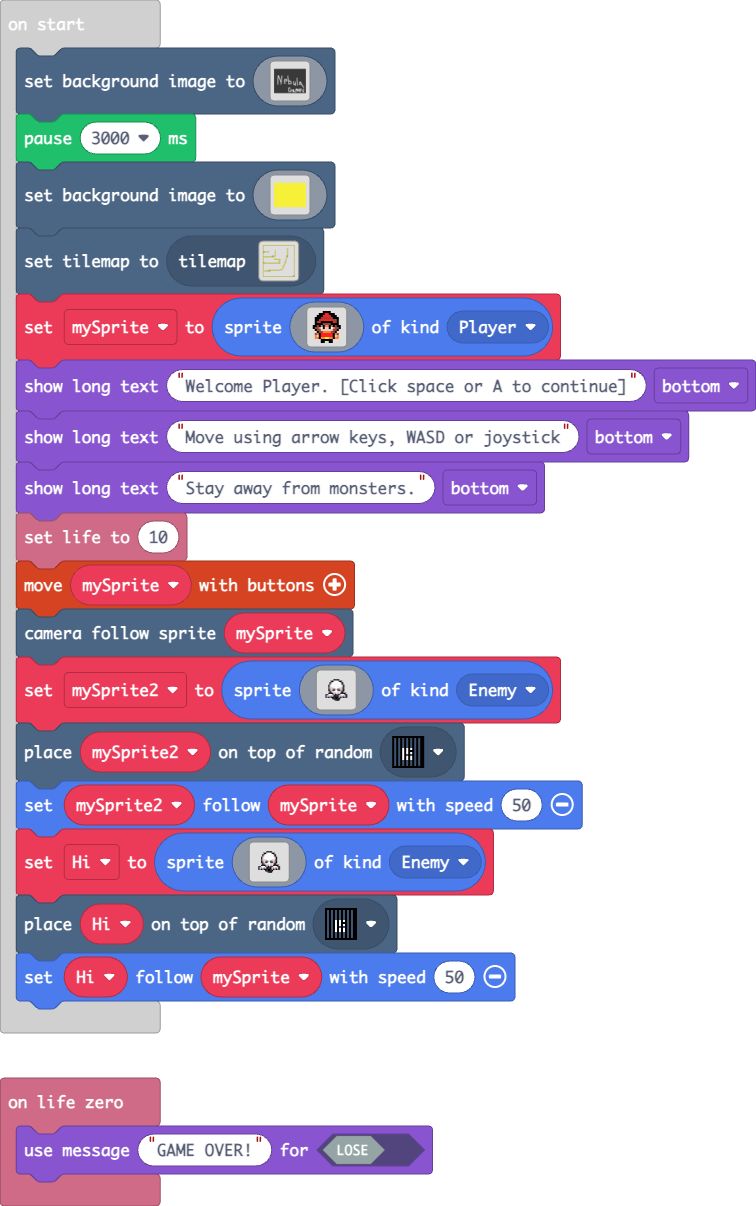 on start
set background image to Nebula Games
pause 3000 ms
set background image to
set tilemap to tilemap
set mySprite to sprite of kind Player
show long text "Welcome Player. [Click space or A to continue]" bottom
show long text "Move using arrow keys, WASD or joystick" bottom
show long text "Stay away from monsters." bottom
set life to 10
move mySprite with buttons
camera follow sprite mySprite
set mySprite2 to sprite of kind Enemy
place mySprite2 on top of random
set mySprite2 follow mySprite with speed 50
set Hi to sprite of kind Enemy
place Hi on top of random
set Hi follow mySprite with speed 50
on life zero
use message "GAME OVER!" for LOSE